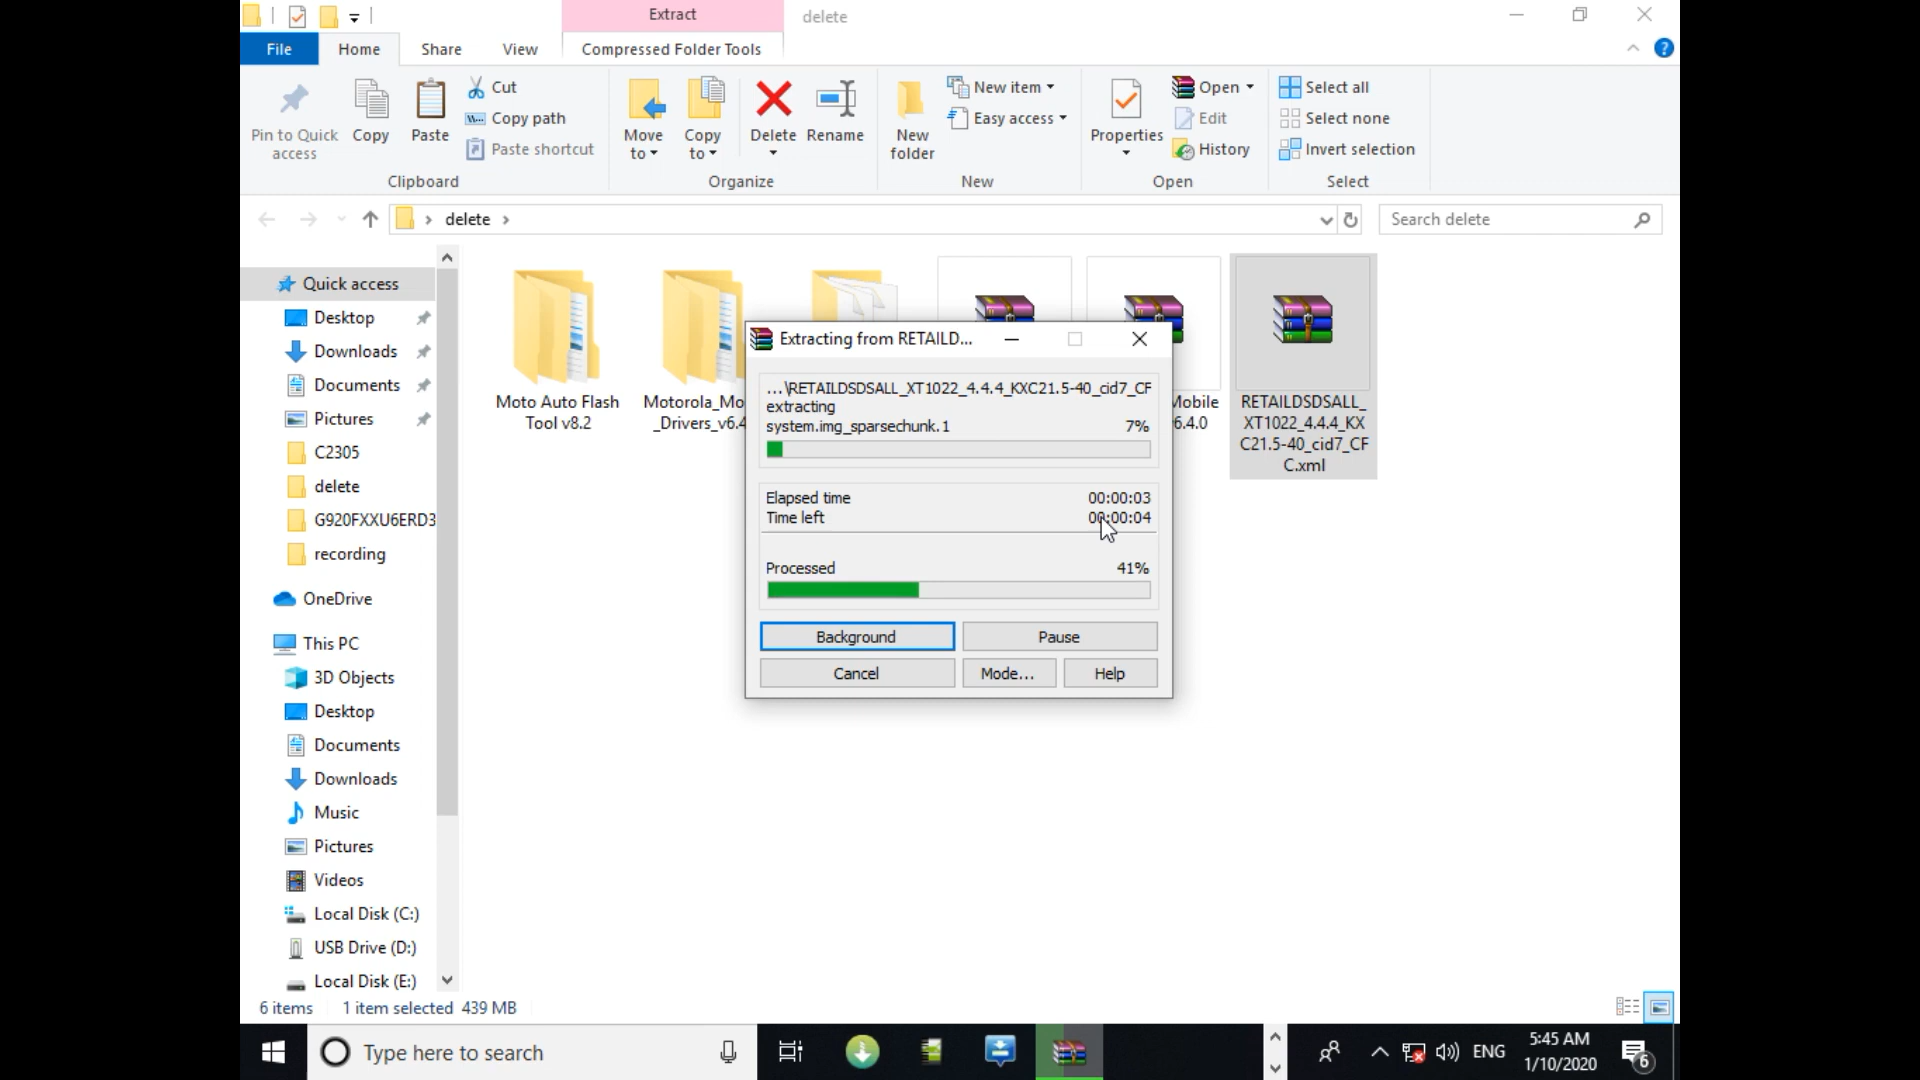 Extract
delete
File
Home
Share
View
Compressed Folder Tools
Pin to Quick
access
Copy
Paste
Cut
Copy path
Paste shortcut
Move
to
Copy
to
Delete
Rename
New
folder
New item
Easy access
Properties
Open
Edit
History
Select all
Select none
Invert selection
Clipboard
Organize
New
Open
Select
delete
Search delete
Quick access
Desktop
Downloads
Documents
Pictures
C2305
delete
G920FXXU6ERD3
recording
OneDrive
This PC
3D Objects
Desktop
Documents
Downloads
Music
Pictures
Videos
Local Disk (C:)
USB Drive (D:)
Local Disk (E:)
Moto Auto Flash
Tool v8.2
Motorola_Mo
_Drivers_v6.4
Mobile
6.4.0
RETAILDSDSALL_
XT1022_4.4.4_KX
C21.5-40_cid7_CF
C.xml
Extracting from RETAILD...
...\RETAILDSDSALL_XT1022_4.4.4_KXC21.5-40_cid7_CF
extracting
system.img_sparsechunk.1 7%
Elapsed time 00:00:03
Time left 00:00:04
Processed 41%
Background
Pause
Cancel
Mode...
Help
6 items 1 item selected 439 MB
Type here to search
ENG
5:45 AM
1/10/2020
6